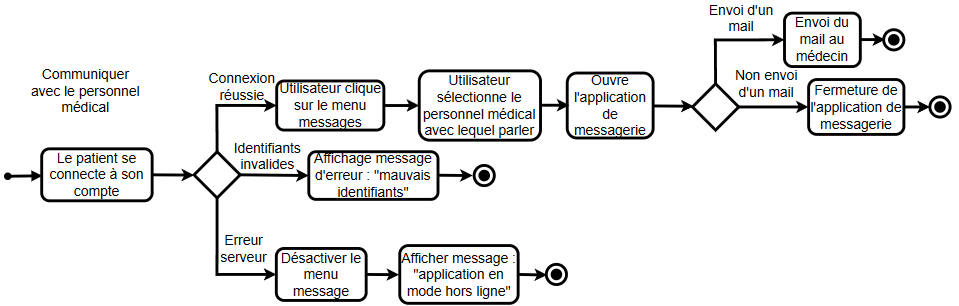 Communiquer
avec le personnel
médical
Le patient se
connecte à son
compte
Connexion
réussie
Utilisateur clique
sur le menu
messages
Utilisateur
sélectionne le
personnel médical
avec lequel parler
Ouvre
l'application
de
messagerie
Envoi d'un
mail
Envoi du
mail au
médecin
Non envoi
d'un mail
Fermeture de
l'application de
messagerie
Identifiants
invalides
Affichage message
d'erreur : "mauvais
identifiants"
Erreur
serveur
Désactiver le
menu
message
Afficher message :
"application en
mode hors ligne"